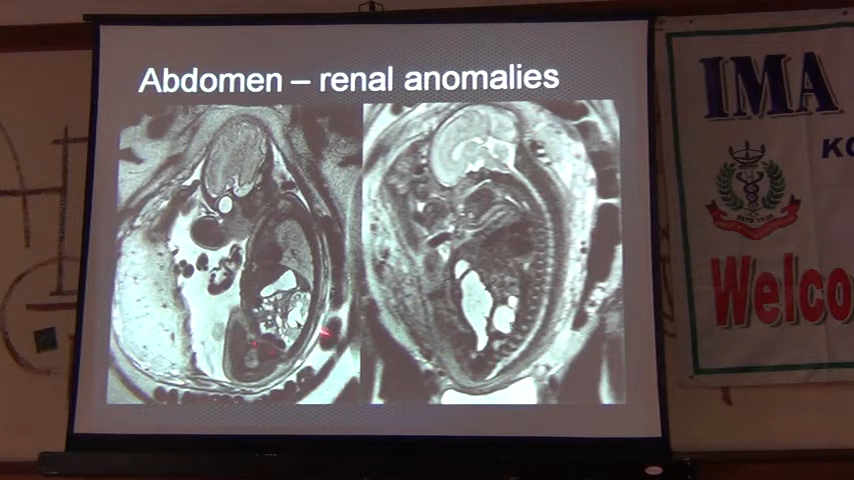 Abdomen – renal anomalies
IMA
KO
Welco